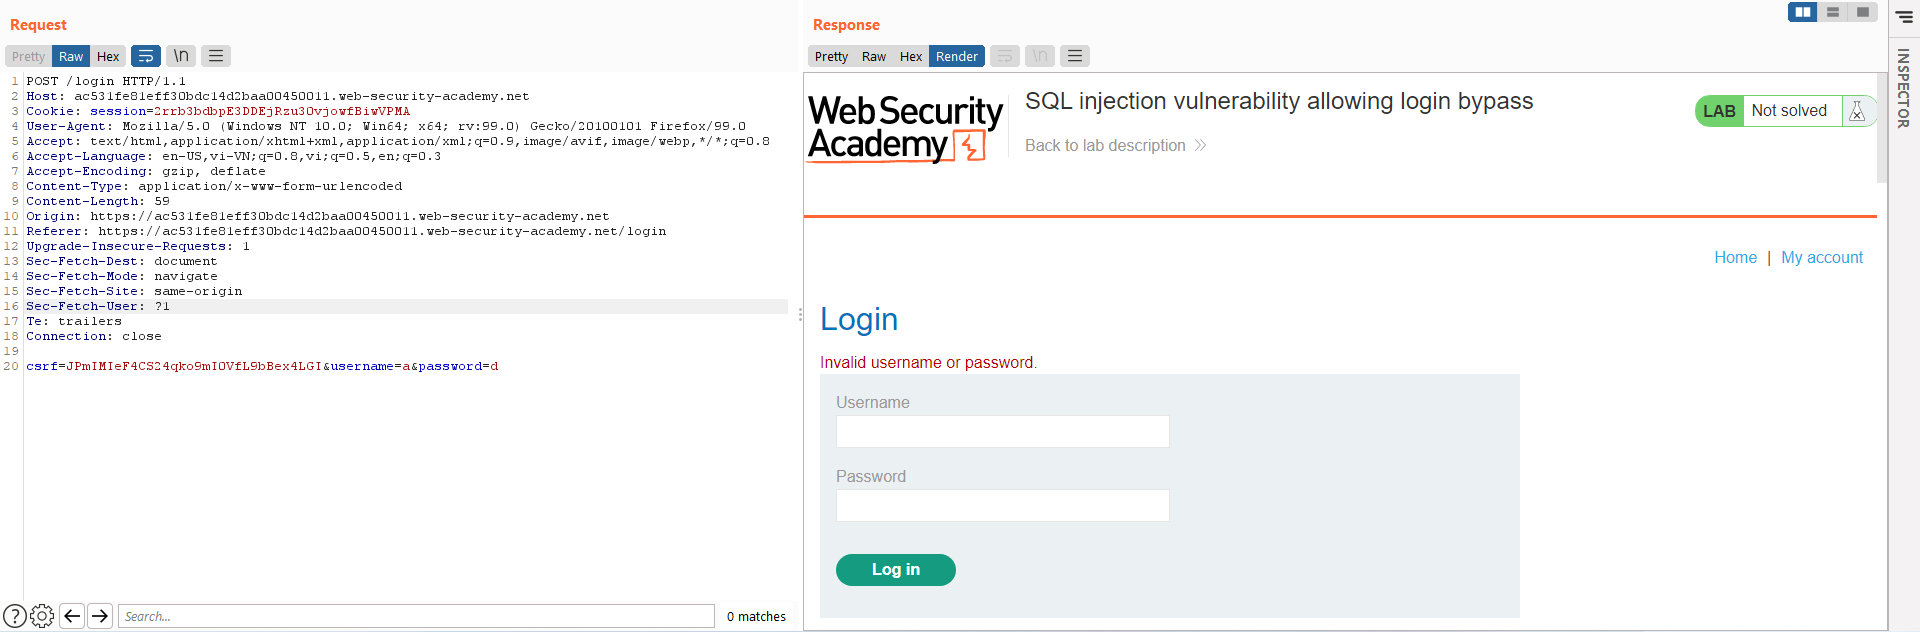 Request
Pretty Raw Hex \n
1 POST /login HTTP/1.1
2 Host: ac531fe81eff30bdc14d2baa00450011.web-security-academy.net
3 Cookie: session=2rrb3bdbpE3DDEjRzu3OvjowfBiwVPMA
4 User-Agent: Mozilla/5.0 (Windows NT 10.0; Win64; x64; rv:99.0) Gecko/20100101 Firefox/99.0
5 Accept: text/html,application/xhtml+xml,application/xml;q=0.9,image/avif,image/webp,*/*;q=0.8
6 Accept-Language: en-US,vi-VN;q=0.8,vi;q=0.5,en;q=0.3
7 Accept-Encoding: gzip, deflate
8 Content-Type: application/x-www-form-urlencoded
9 Content-Length: 59
10 Origin: https://ac531fe81eff30bdc14d2baa00450011.web-security-academy.net
11 Referer: https://ac531fe81eff30bdc14d2baa00450011.web-security-academy.net/login
12 Upgrade-Insecure-Requests: 1
13 Sec-Fetch-Dest: document
14 Sec-Fetch-Mode: navigate
15 Sec-Fetch-Site: same-origin
16 Sec-Fetch-User: ?1
17 Te: trailers
18 Connection: close
19
20 csrf=JPmIMIeF4CS24qko9mIOVfL9bBex4LGI&username=a&password=d
Search...
0 matches
Response
Pretty Raw Hex Render \n
Web Security
Academy
SQL injection vulnerability allowing login bypass
Back to lab description
LAB Not solved
Home | My account
Login
Invalid username or password.
Username
Password
Log in
INSPECTOR